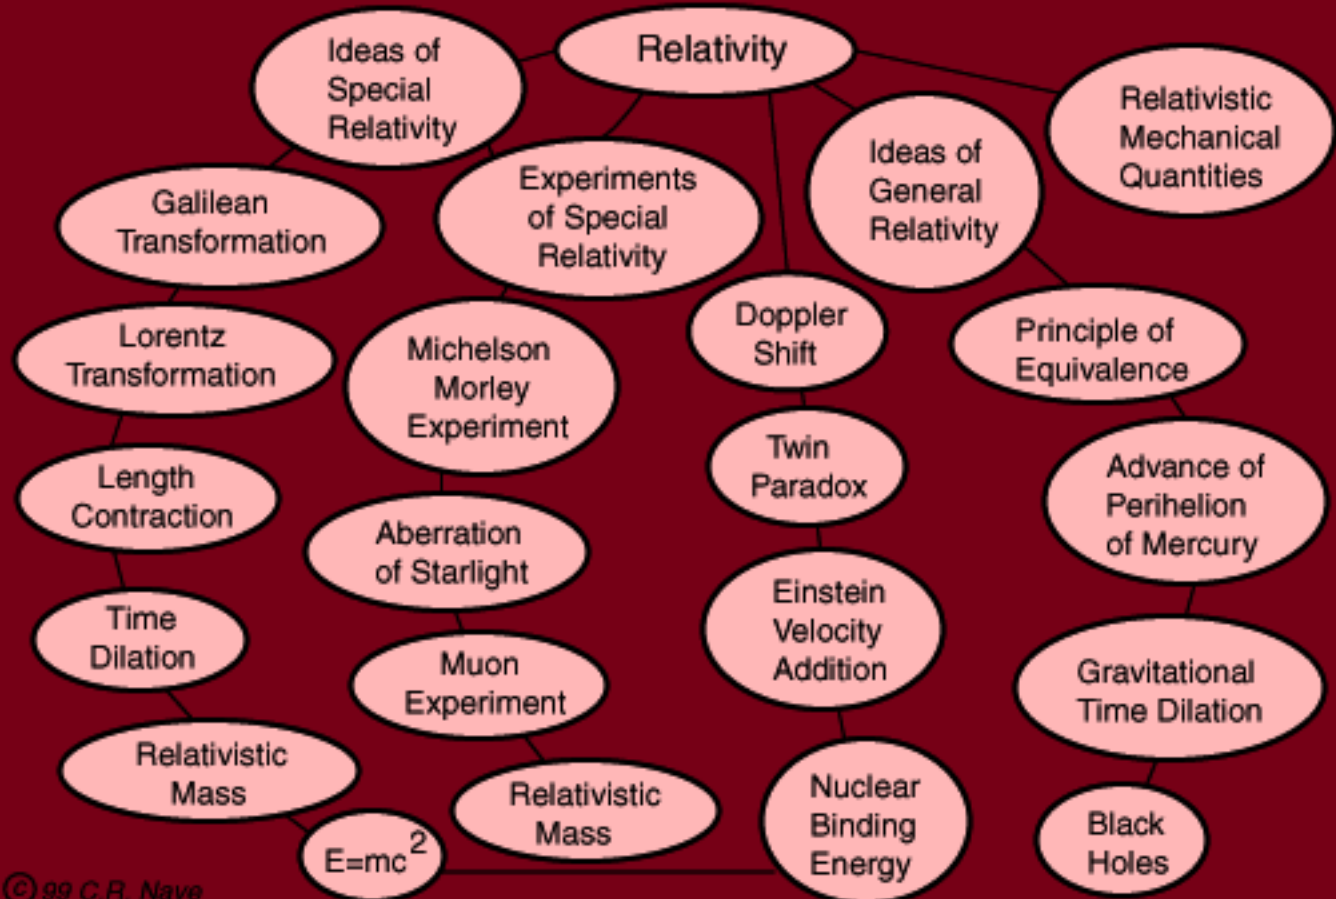 Relativity
Ideas of
Special
Relativity
Experiments
of Special
Relativity
Ideas of
General
Relativity
Relativistic
Mechanical
Quantities
Galilean
Transformation
Lorentz
Transformation
Length
Contraction
Time
Dilation
Relativistic
Mass
E=mc²
Michelson
Morley
Experiment
Aberration
of Starlight
Muon
Experiment
Relativistic
Mass
Doppler
Shift
Twin
Paradox
Einstein
Velocity
Addition
Nuclear
Binding
Energy
Principle of
Equivalence
Advance of
Perihelion
of Mercury
Gravitational
Time Dilation
Black
Holes
© 99 C.R. Nave